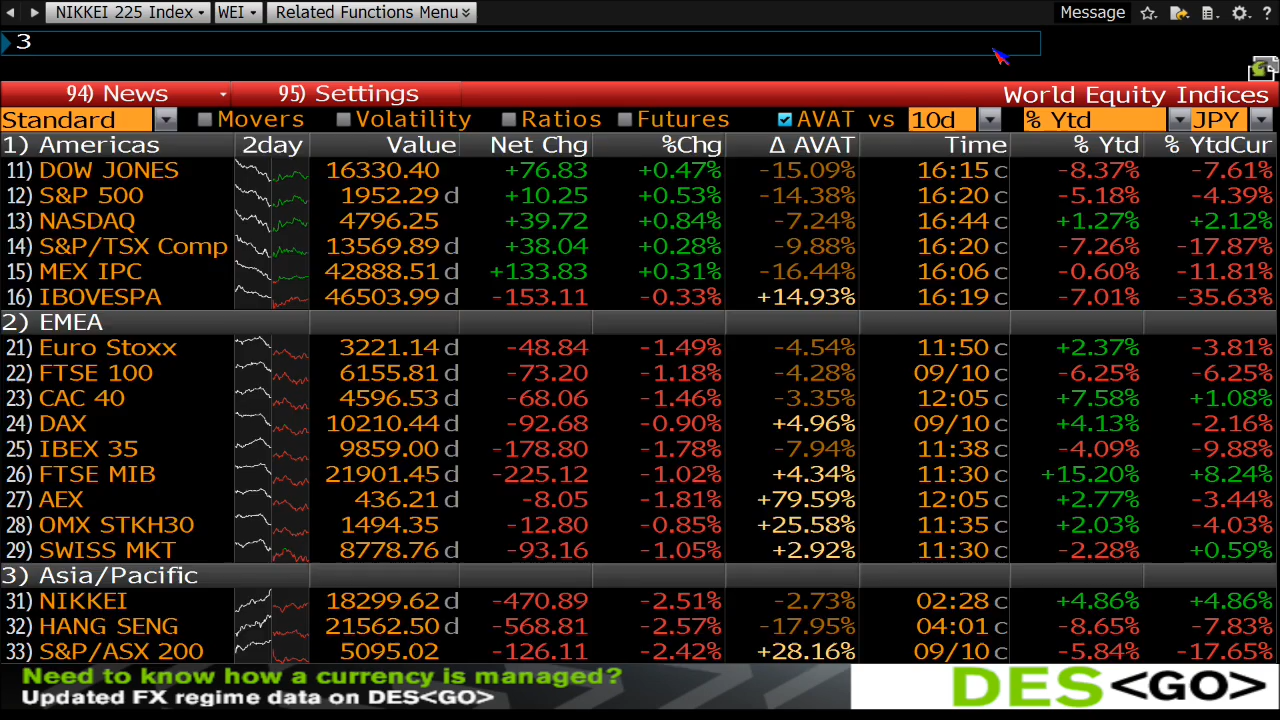 NIKKEI 225 Index WEI Related Functions Menu Message ?
3
94) News 95) Settings World Equity Indices
Standard Movers Volatility Ratios Futures AVAT vs 10d % Ytd JPY
1) Americas 2day Value Net Chg %Chg Δ AVAT Time % Ytd % YtdCur
11) DOW JONES 16330.40 +76.83 +0.47% -15.09% 16:15 c -8.37% -7.61%
12) S&P 500 1952.29 d +10.25 +0.53% -14.38% 16:20 c -5.18% -4.39%
13) NASDAQ 4796.25 +39.72 +0.84% -7.24% 16:44 c +1.27% +2.12%
14) S&P/TSX Comp 13569.89 d +38.04 +0.28% -9.88% 16:20 c -7.26% -17.87%
15) MEX IPC 42888.51 d +133.83 +0.31% -16.44% 16:06 c -0.60% -11.81%
16) IBOVESPA 46503.99 d -153.11 -0.33% +14.93% 16:19 c -7.01% -35.63%
2) EMEA
21) Euro Stoxx 3221.14 d -48.84 -1.49% -4.54% 11:50 c +2.37% -3.81%
22) FTSE 100 6155.81 d -73.20 -1.18% -4.28% 09/10 c -6.25% -6.25%
23) CAC 40 4596.53 d -68.06 -1.46% -3.35% 12:05 c +7.58% +1.08%
24) DAX 10210.44 d -92.68 -0.90% +4.96% 09/10 c +4.13% -2.16%
25) IBEX 35 9859.00 d -178.80 -1.78% -7.94% 11:38 c -4.09% -9.88%
26) FTSE MIB 21901.45 d -225.12 -1.02% +4.34% 11:30 c +15.20% +8.24%
27) AEX 436.21 d -8.05 -1.81% +79.59% 12:05 c +2.77% -3.44%
28) OMX STKH30 1494.35 -12.80 -0.85% +25.58% 11:35 c +2.03% -4.03%
29) SWISS MKT 8778.76 d -93.16 -1.05% +2.92% 11:30 c -2.28% +0.59%
3) Asia/Pacific
31) NIKKEI 18299.62 d -470.89 -2.51% -2.73% 02:28 c +4.86% +4.86%
32) HANG SENG 21562.50 d -568.81 -2.57% -17.95% 04:01 c -8.65% -7.83%
33) S&P/ASX 200 5095.02 -126.11 -2.42% +28.16% 09/10 c -5.84% -17.65%
Need to know how a currency is managed?
Updated FX regime data on DES<GO>
DES<GO>